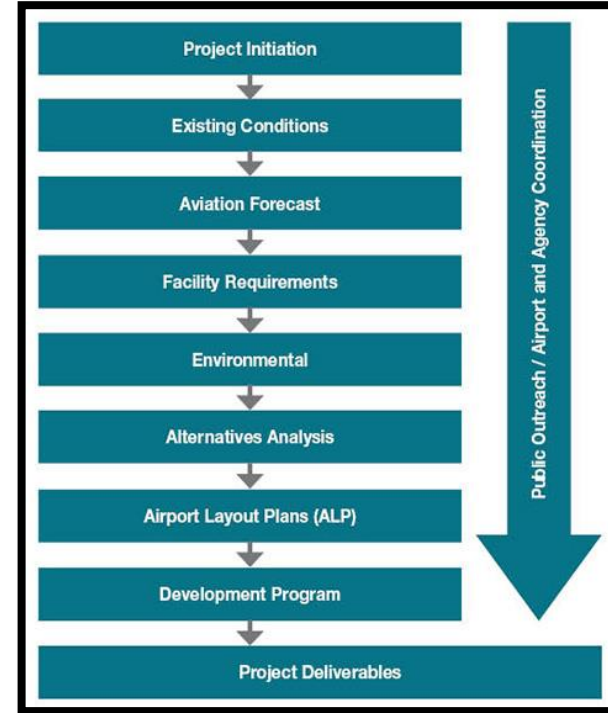 Project Initiation
Existing Conditions
Aviation Forecast
Facility Requirements
Environmental
Alternatives Analysis
Airport Layout Plans (ALP)
Development Program
Project Deliverables
Public Outreach / Airport and Agency Coordination